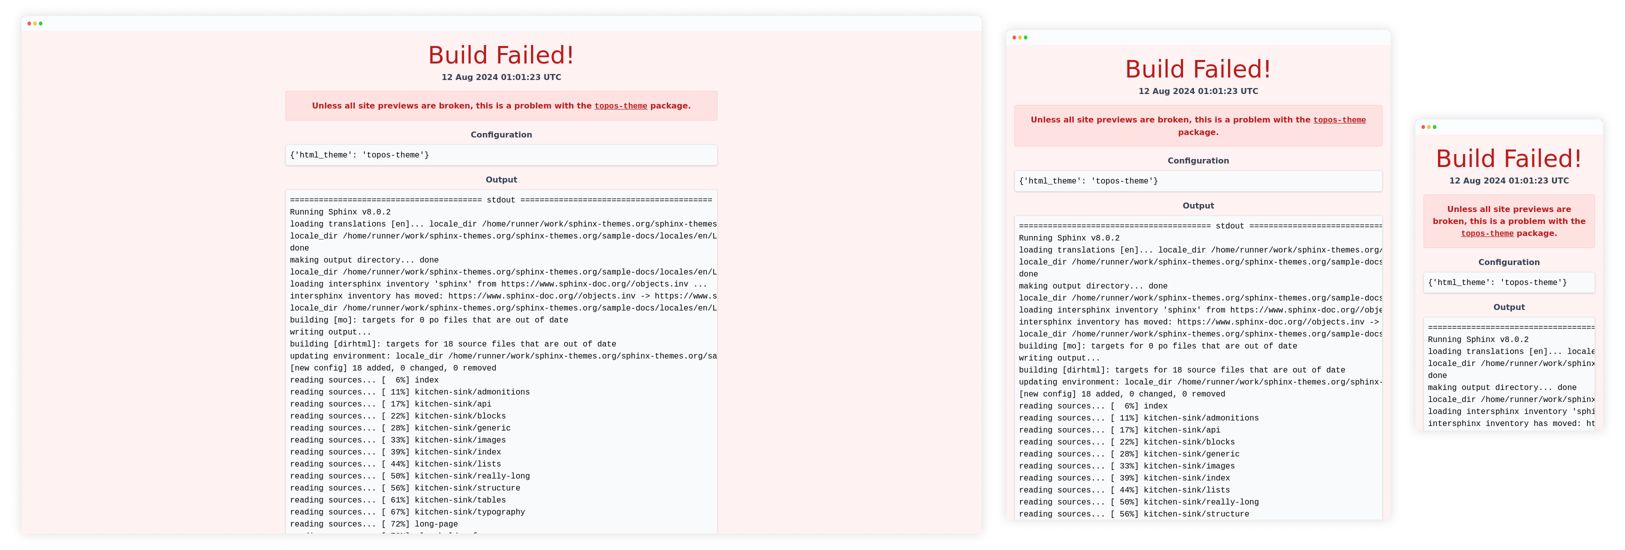 Build Failed!
12 Aug 2024 01:01:23 UTC
Unless all site previews are broken, this is a problem with the topos-theme package.
Configuration
{'html_theme': 'topos-theme'}
Output
======================================== stdout ========================================
Running Sphinx v8.0.2
loading translations [en]... locale_dir /home/runner/work/sphinx-themes.org/sphinx-themes
locale_dir /home/runner/work/sphinx-themes.org/sphinx-themes.org/sample-docs/locales/en/L
done
making output directory... done
locale_dir /home/runner/work/sphinx-themes.org/sphinx-themes.org/sample-docs/locales/en/L
loading intersphinx inventory 'sphinx' from https://www.sphinx-doc.org//objects.inv ...
intersphinx inventory has moved: https://www.sphinx-doc.org//objects.inv -> https://www.s
locale_dir /home/runner/work/sphinx-themes.org/sphinx-themes.org/sample-docs/locales/en/L
building [mo]: targets for 0 po files that are out of date
writing output...
building [dirhtml]: targets for 18 source files that are out of date
updating environment: locale_dir /home/runner/work/sphinx-themes.org/sphinx-themes.org/sa
[new config] 18 added, 0 changed, 0 removed
reading sources... [  6%] index
reading sources... [ 11%] kitchen-sink/admonitions
reading sources... [ 17%] kitchen-sink/api
reading sources... [ 22%] kitchen-sink/blocks
reading sources... [ 28%] kitchen-sink/generic
reading sources... [ 33%] kitchen-sink/images
reading sources... [ 39%] kitchen-sink/index
reading sources... [ 44%] kitchen-sink/lists
reading sources... [ 50%] kitchen-sink/really-long
reading sources... [ 56%] kitchen-sink/structure
reading sources... [ 61%] kitchen-sink/tables
reading sources... [ 67%] kitchen-sink/typography
reading sources... [ 72%] long-page
Build Failed!
12 Aug 2024 01:01:23 UTC
Unless all site previews are broken, this is a problem with the topos-theme
package.
Configuration
{'html_theme': 'topos-theme'}
Output
======================================== stdout ==================================
Running Sphinx v8.0.2
loading translations [en]... locale_dir /home/runner/work/sphinx-themes.org/
locale_dir /home/runner/work/sphinx-themes.org/sphinx-themes.org/sample-docs
done
making output directory... done
locale_dir /home/runner/work/sphinx-themes.org/sphinx-themes.org/sample-docs
loading intersphinx inventory 'sphinx' from https://www.sphinx-doc.org//obje
intersphinx inventory has moved: https://www.sphinx-doc.org//objects.inv ->
locale_dir /home/runner/work/sphinx-themes.org/sphinx-themes.org/sample-docs
building [mo]: targets for 0 po files that are out of date
writing output...
building [dirhtml]: targets for 18 source files that are out of date
updating environment: locale_dir /home/runner/work/sphinx-themes.org/sphinx-
[new config] 18 added, 0 changed, 0 removed
reading sources... [  6%] index
reading sources... [ 11%] kitchen-sink/admonitions
reading sources... [ 17%] kitchen-sink/api
reading sources... [ 22%] kitchen-sink/blocks
reading sources... [ 28%] kitchen-sink/generic
reading sources... [ 33%] kitchen-sink/images
reading sources... [ 39%] kitchen-sink/index
reading sources... [ 44%] kitchen-sink/lists
reading sources... [ 50%] kitchen-sink/really-long
reading sources... [ 56%] kitchen-sink/structure
Build Failed!
12 Aug 2024 01:01:23 UTC
Unless all site previews are
broken, this is a problem with the
topos-theme package.
Configuration
{'html_theme': 'topos-theme'}
Output
===================================
Running Sphinx v8.0.2
loading translations [en]... locale
locale_dir /home/runner/work/sphinx
done
making output directory... done
locale_dir /home/runner/work/sphinx
loading intersphinx inventory 'sphi
intersphinx inventory has moved: ht